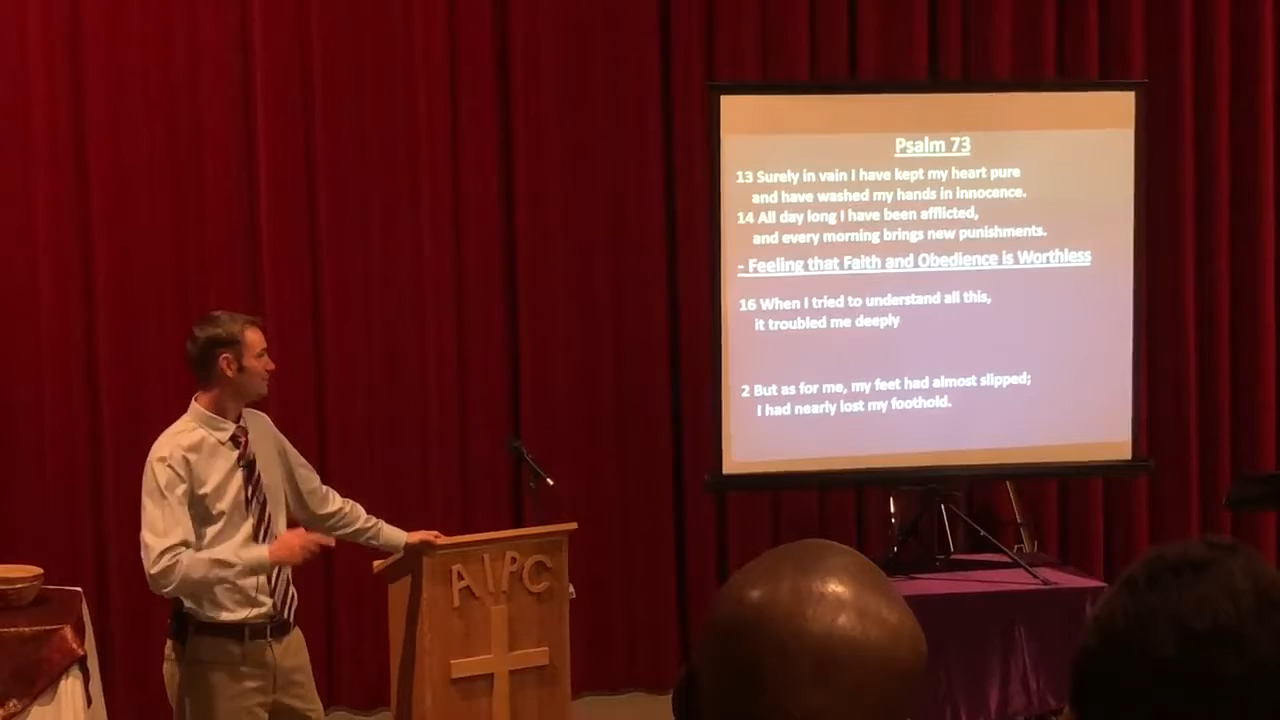 Psalm 73
13 Surely in vain I have kept my heart pure
and have washed my hands in innocence.
14 All day long I have been afflicted,
and every morning brings new punishments.
- Feeling that Faith and Obedience is Worthless
16 When I tried to understand all this,
it troubled me deeply
2 But as for me, my feet had almost slipped;
I had nearly lost my foothold.
AIPC